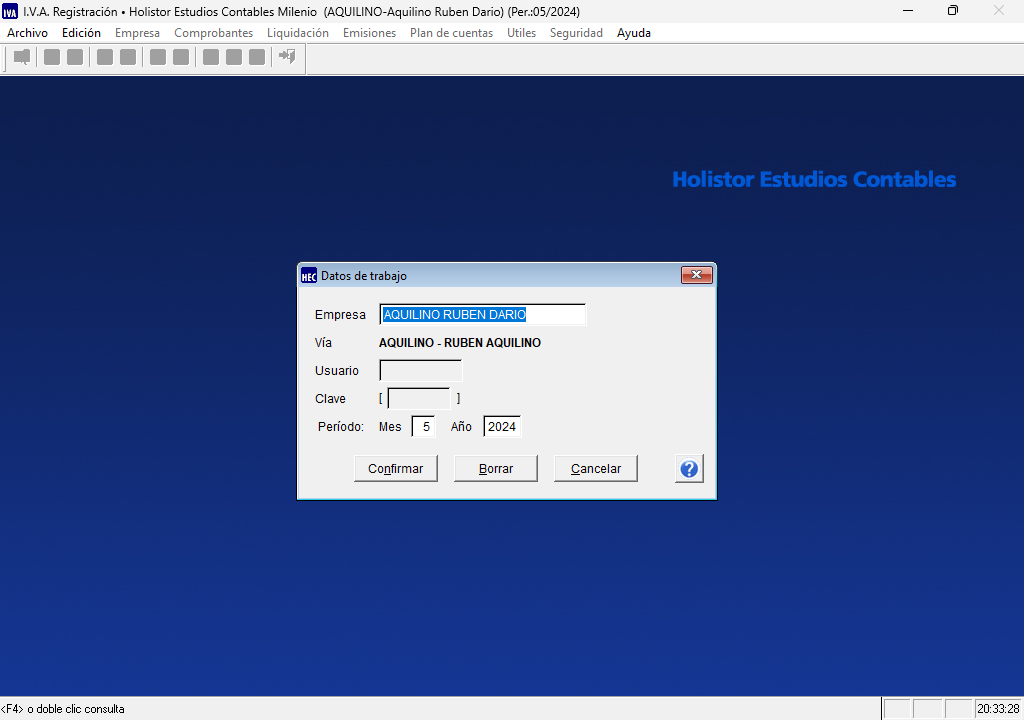 IVA I.V.A. Registración • Holistor Estudios Contables Milenio (AQUILINO-Aquilino Ruben Dario) (Per.:05/2024)
Archivo Edición Empresa Comprobantes Liquidación Emisiones Plan de cuentas Utiles Seguridad Ayuda
Holistor Estudios Contables
HEC Datos de trabajo
Empresa AQUILINO RUBEN DARIO
Vía AQUILINO - RUBEN AQUILINO
Usuario
Clave [ ]
Período: Mes 5 Año 2024
Confirmar Borrar Cancelar ?
<F4> o doble clic consulta 20:33:28